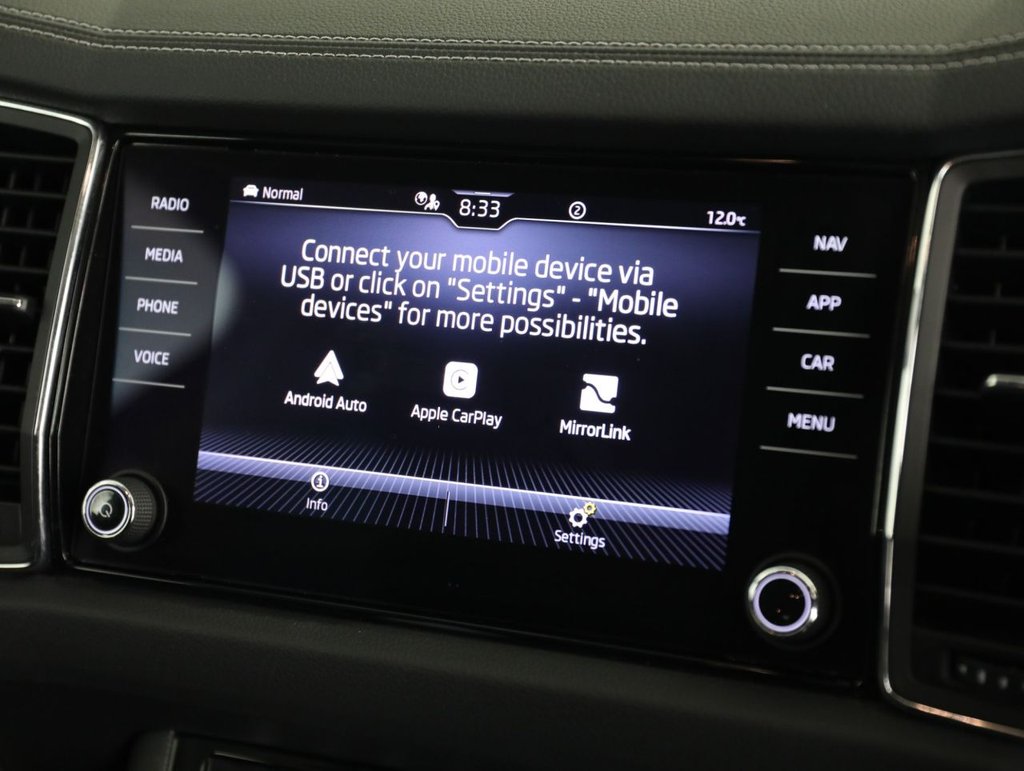 RADIO
MEDIA
PHONE
VOICE
Normal
8:33
2
12.0°C
Connect your mobile device via
USB or click on "Settings" - "Mobile
devices" for more possibilities.
Android Auto
Apple CarPlay
MirrorLink
Info
Settings
NAV
APP
CAR
MENU